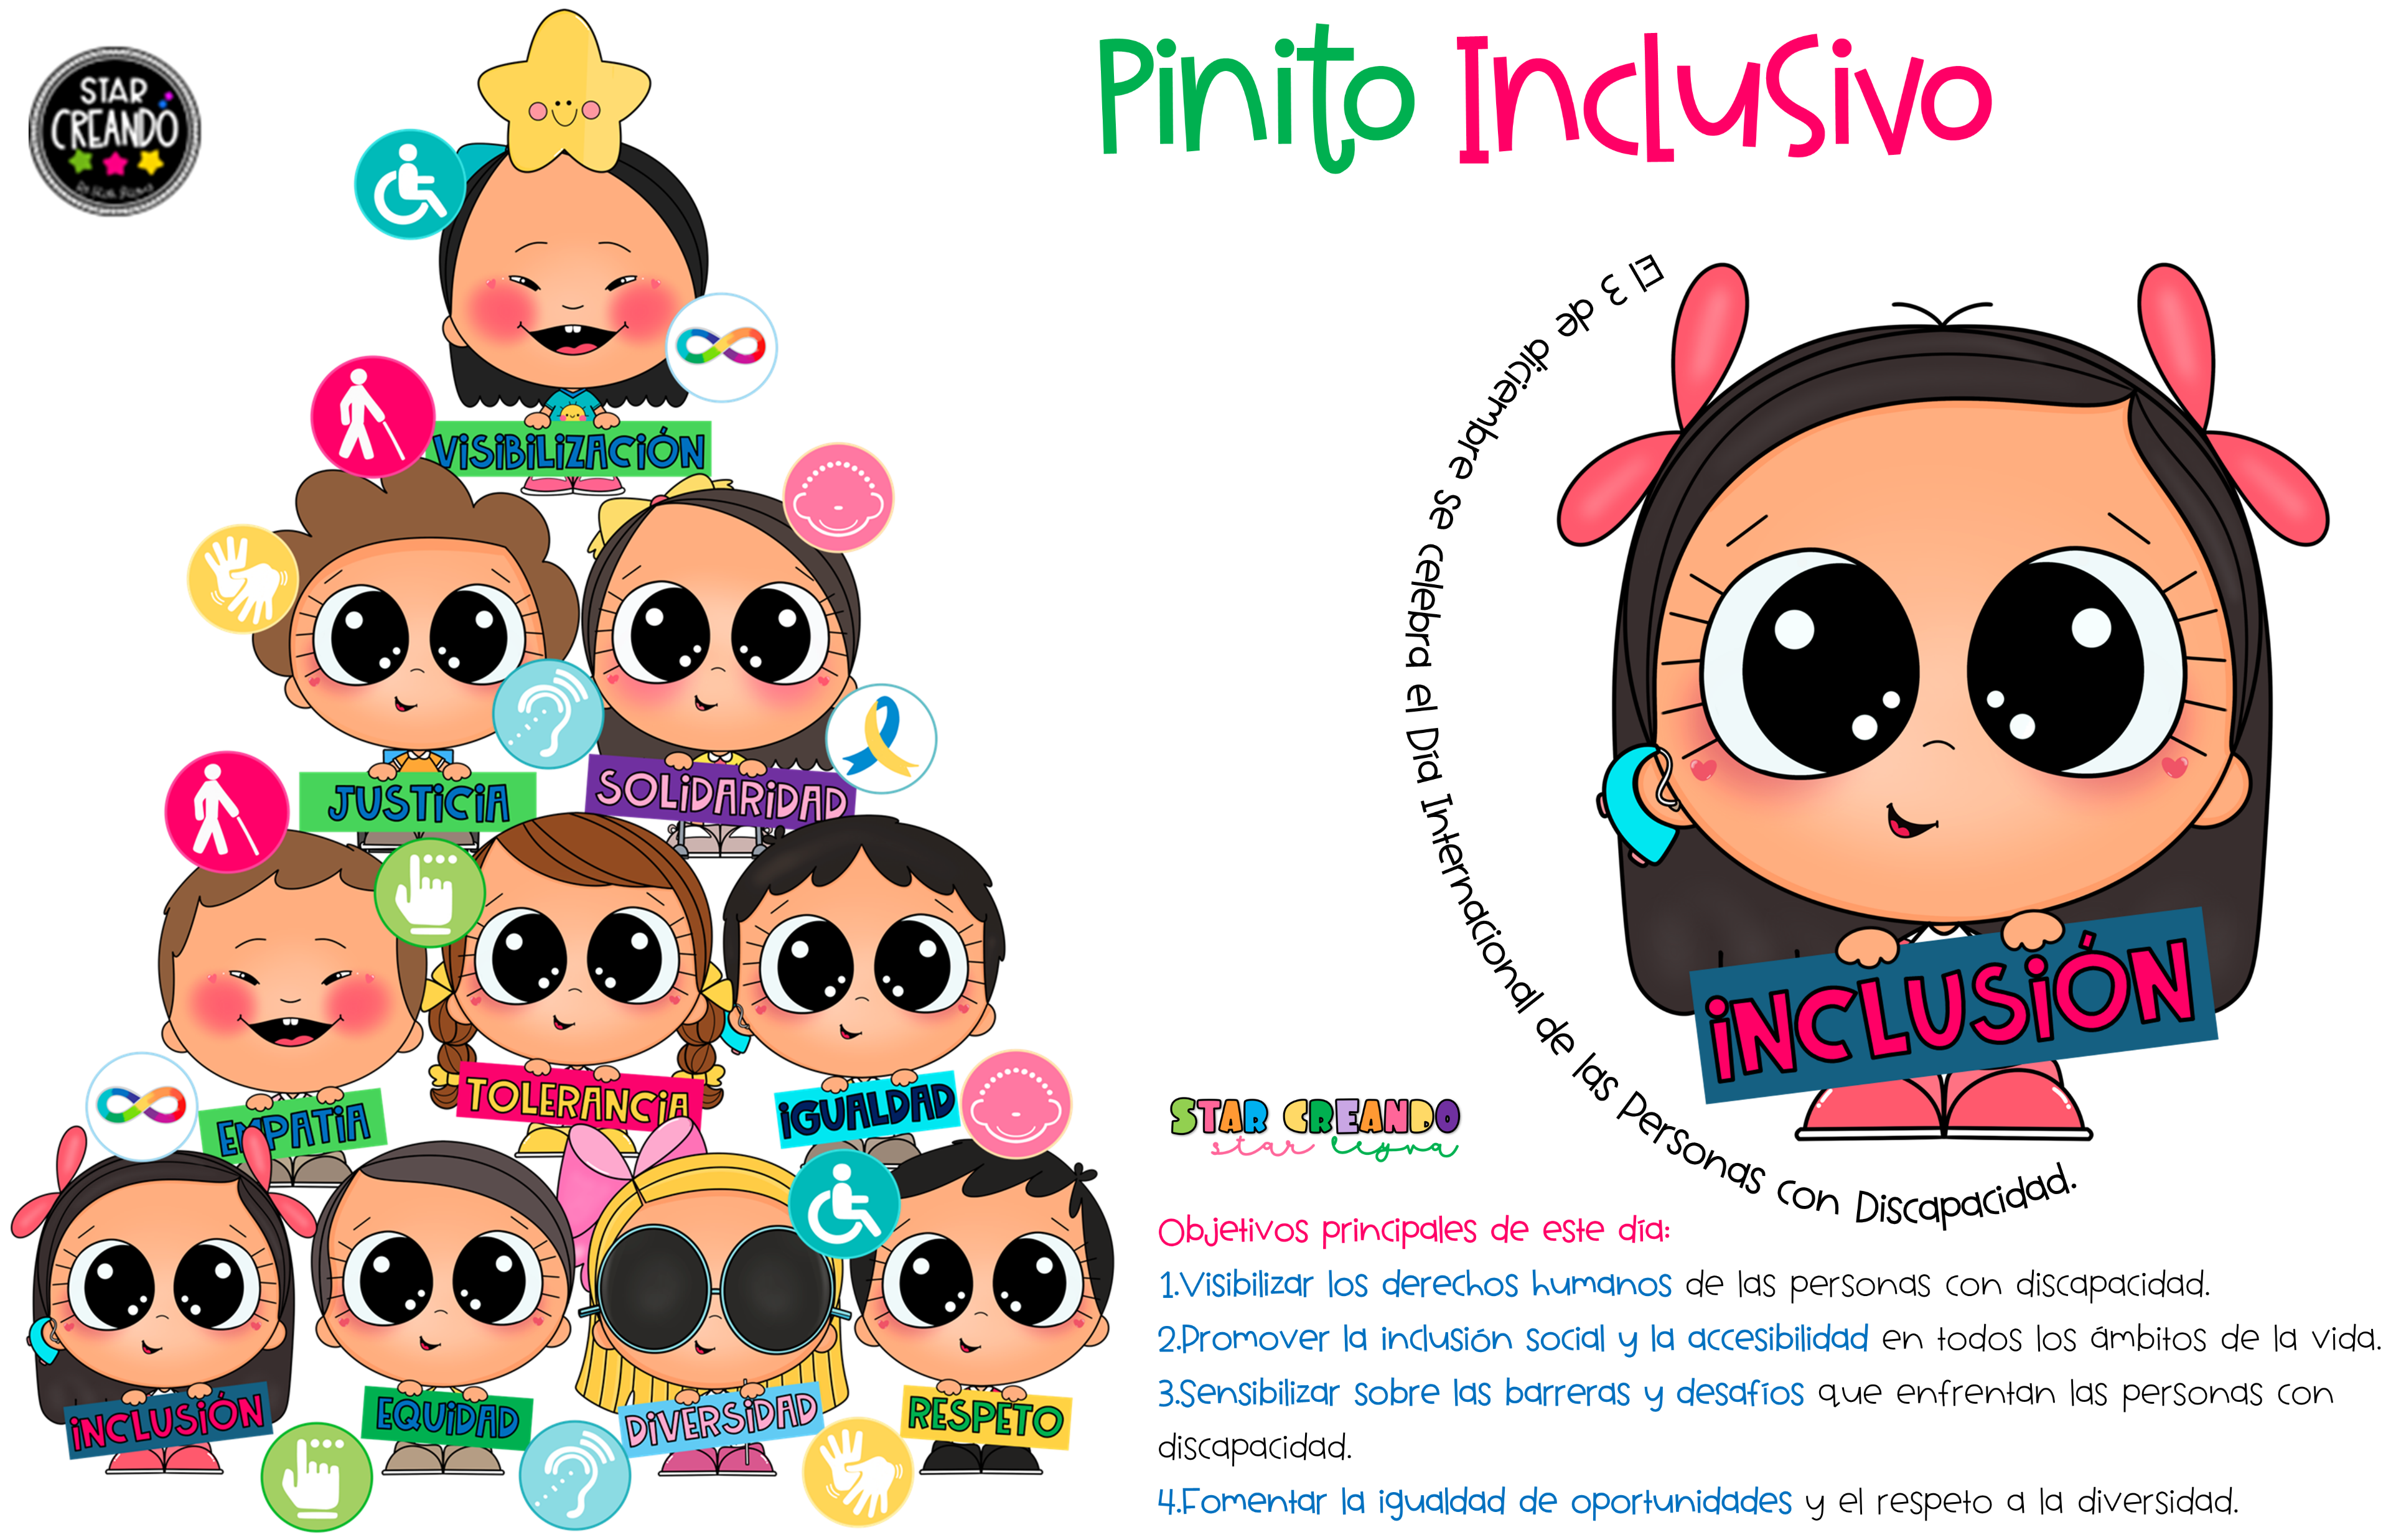 STAR
CREANDO
Pinito Inclusivo
El 3 de diciembre se celebra el Día Internacional de las Personas con Discapacidad.
VISIBILIZACIÓN
JUSTICIA
SOLIDARIDAD
EMPATIA
TOLERANCIA
IGUALDAD
INCLUSIÓN
EQUIDAD
DIVERSIDAD
RESPETO
INCLUSIÓN
STAR CREANDO
star leyva
Objetivos principales de este día:
1.Visibilizar los derechos humanos de las personas con discapacidad.
2.Promover la inclusión social y la accesibilidad en todos los ámbitos de la vida.
3.Sensibilizar sobre las barreras y desafíos que enfrentan las personas con
discapacidad.
4.Fomentar la igualdad de oportunidades y el respeto a la diversidad.